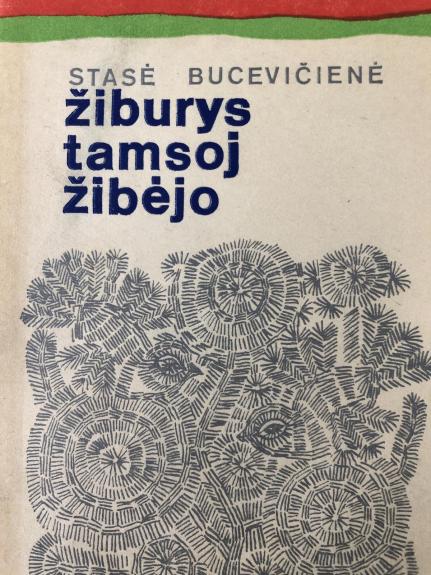 STASĖ BUCEVIČIENĖ
žiburys
tamsoj
žibėjo